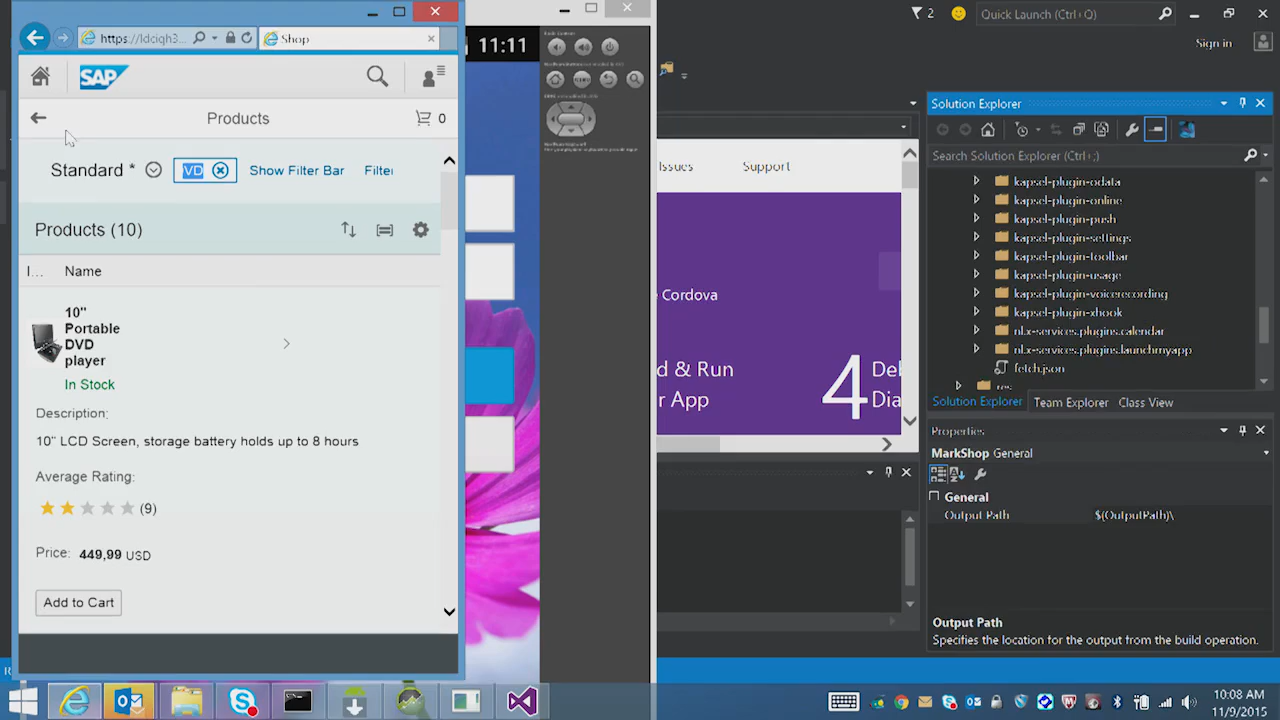 https://ldciqh3...
Shop
SAP
Products
0
Standard *
VD
Show Filter Bar
Products (10)
I...
Name
10"
Portable
DVD
player
In Stock
Description:
10" LCD Screen, storage battery holds up to 8 hours
Average Rating:
(9)
Price: 449,99 USD
Add to Cart
11:11
MENU
2
Quick Launch (Ctrl+;)
Sign in
Issues
Support
Cordova
d & Run
r App
4
Solution Explorer
Search Solution Explorer (Ctrl+;)
kapsel-plugin-odata
kapsel-plugin-online
kapsel-plugin-push
kapsel-plugin-settings
kapsel-plugin-toolbar
kapsel-plugin-usage
kapsel-plugin-voicerecording
kapsel-plugin-xhook
nl.x-services.plugins.calendar
nl.x-services.plugins.launchmyapp
fetch.json
res
Solution Explorer
Team Explorer
Class View
Properties
MarkShop General
General
Output Path
$(OutputPath)\
Output Path
Specifies the location for the output from the build operation.
10:08 AM
11/9/2015